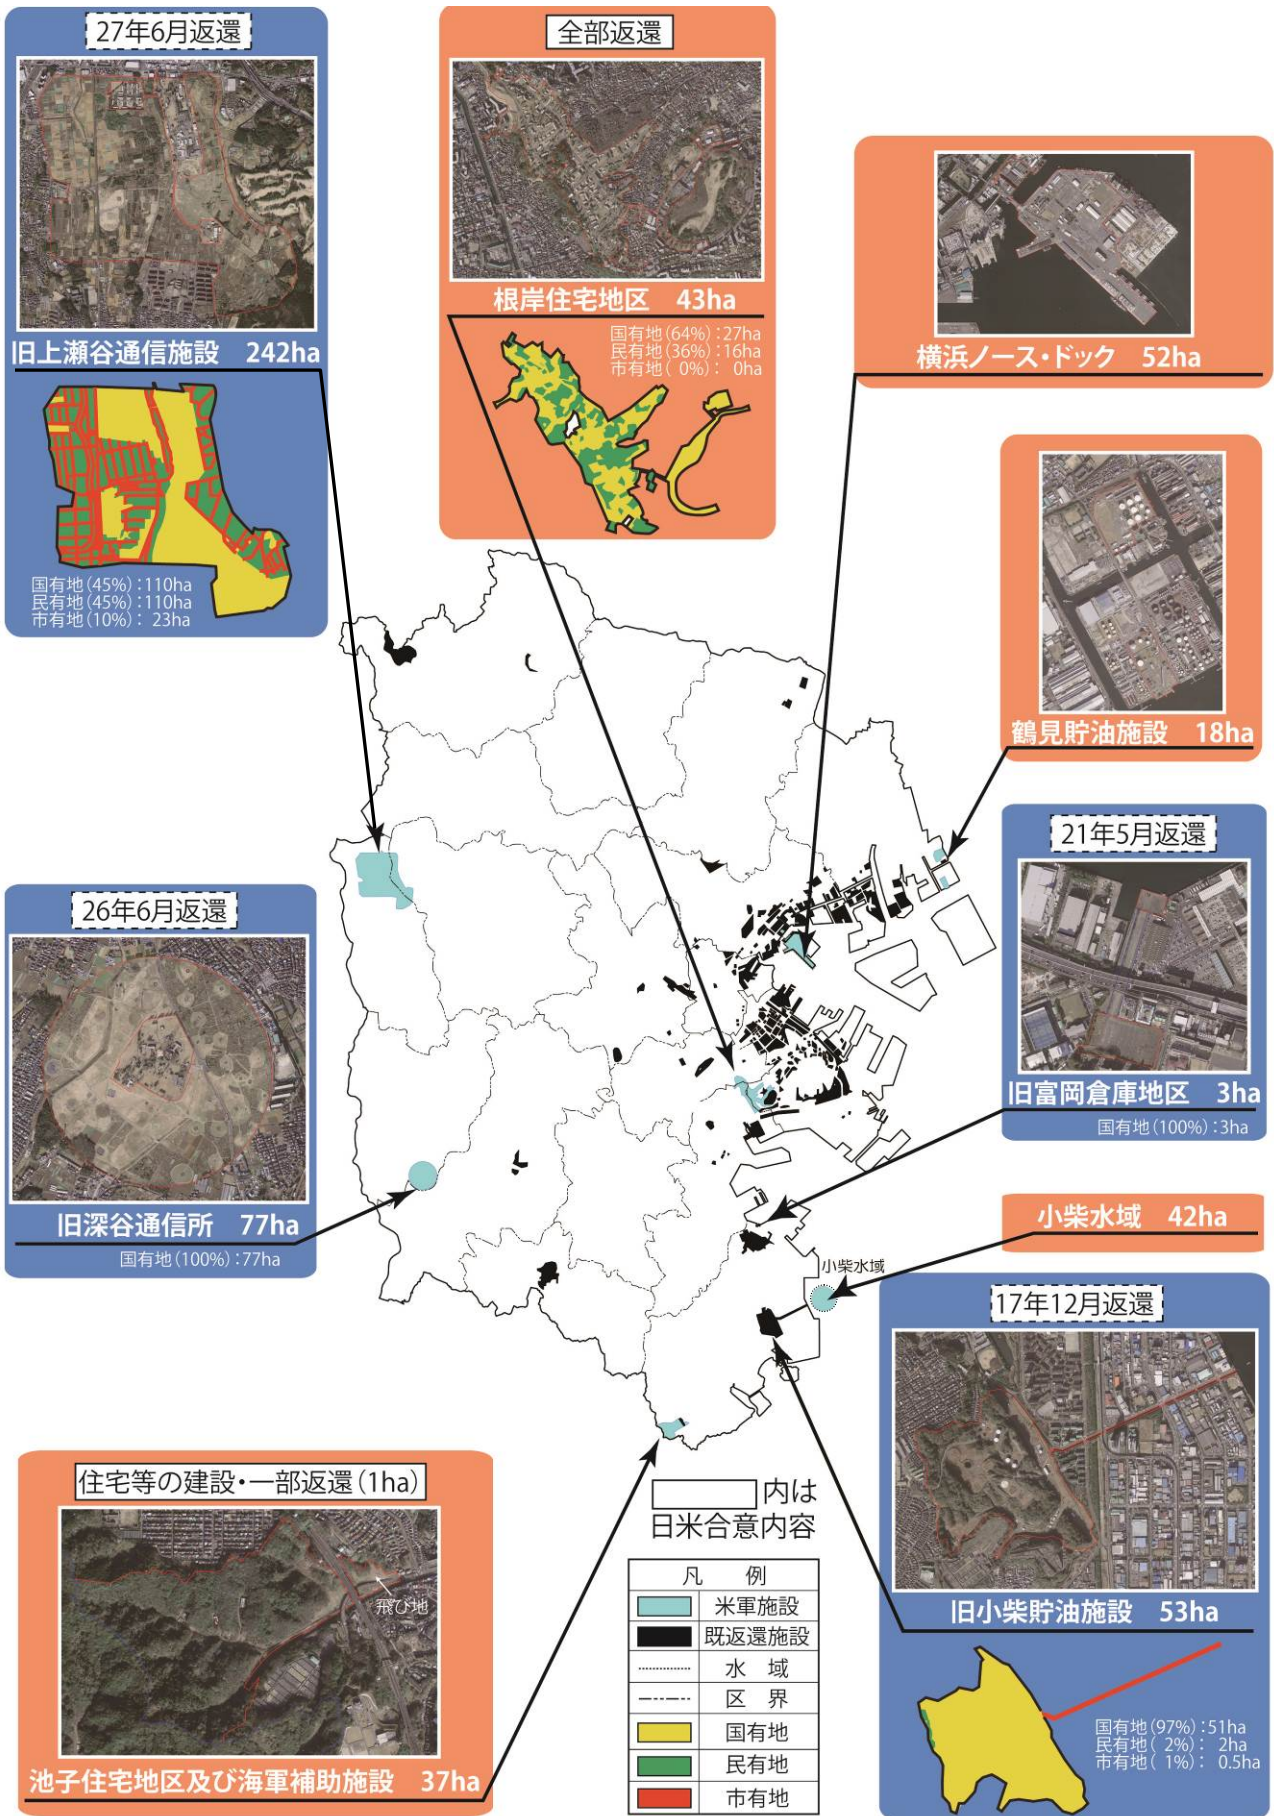 27年6月返還
旧上瀬谷通信施設 242ha
国有地(45%):110ha
民有地(45%):110ha
市有地(10%): 23ha
全部返還
根岸住宅地区 43ha
国有地(64%):27ha
民有地(36%):16ha
市有地( 0%): 0ha
横浜ノース・ドック 52ha
鶴見貯油施設 18ha
21年5月返還
旧富岡倉庫地区 3ha
国有地(100%):3ha
26年6月返還
旧深谷通信所 77ha
国有地(100%):77ha
小柴水域 42ha
小柴水域
17年12月返還
旧小柴貯油施設 53ha
国有地(97%):51ha
民有地( 2%): 2ha
市有地( 1%): 0.5ha
住宅等の建設・一部返還(1ha)
飛び地
池子住宅地区及び海軍補助施設 37ha
内は
日米合意内容
凡 例
米軍施設
既返還施設
水 域
区 界
国有地
民有地
市有地